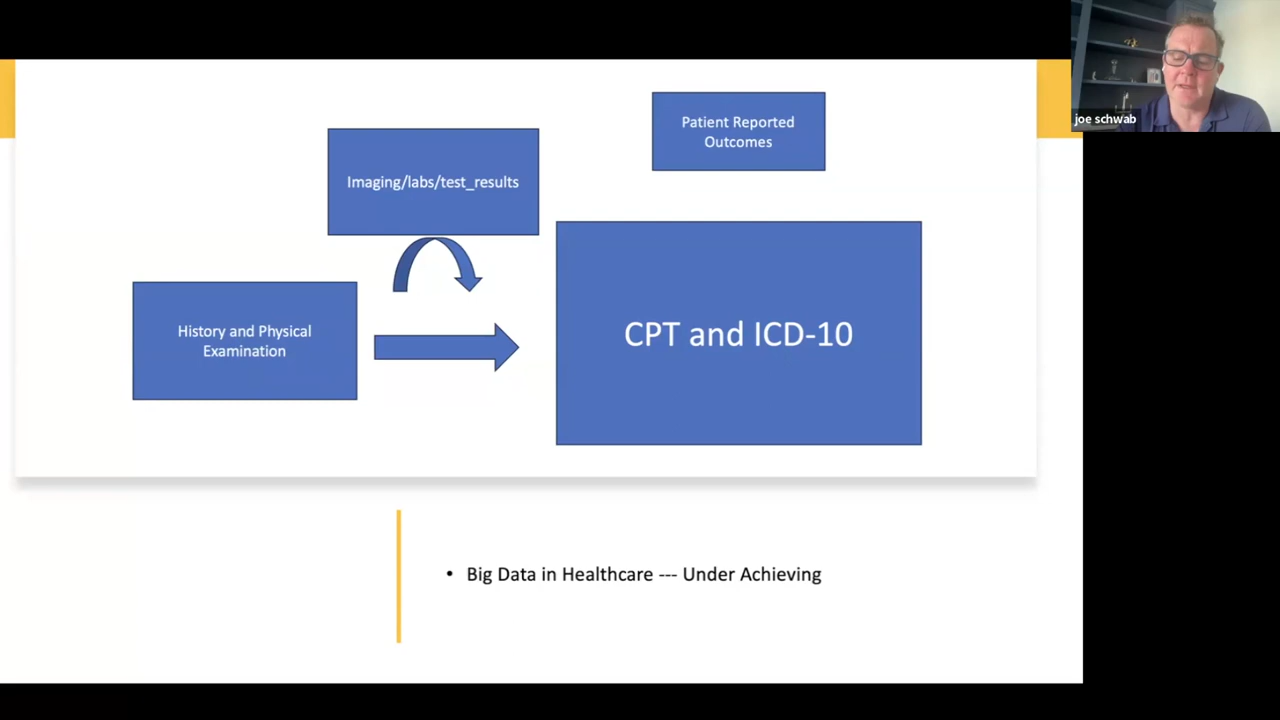 Patient Reported
Outcomes
Imaging/labs/test_results
History and Physical
Examination
CPT and ICD-10
• Big Data in Healthcare --- Under Achieving
joe schwab